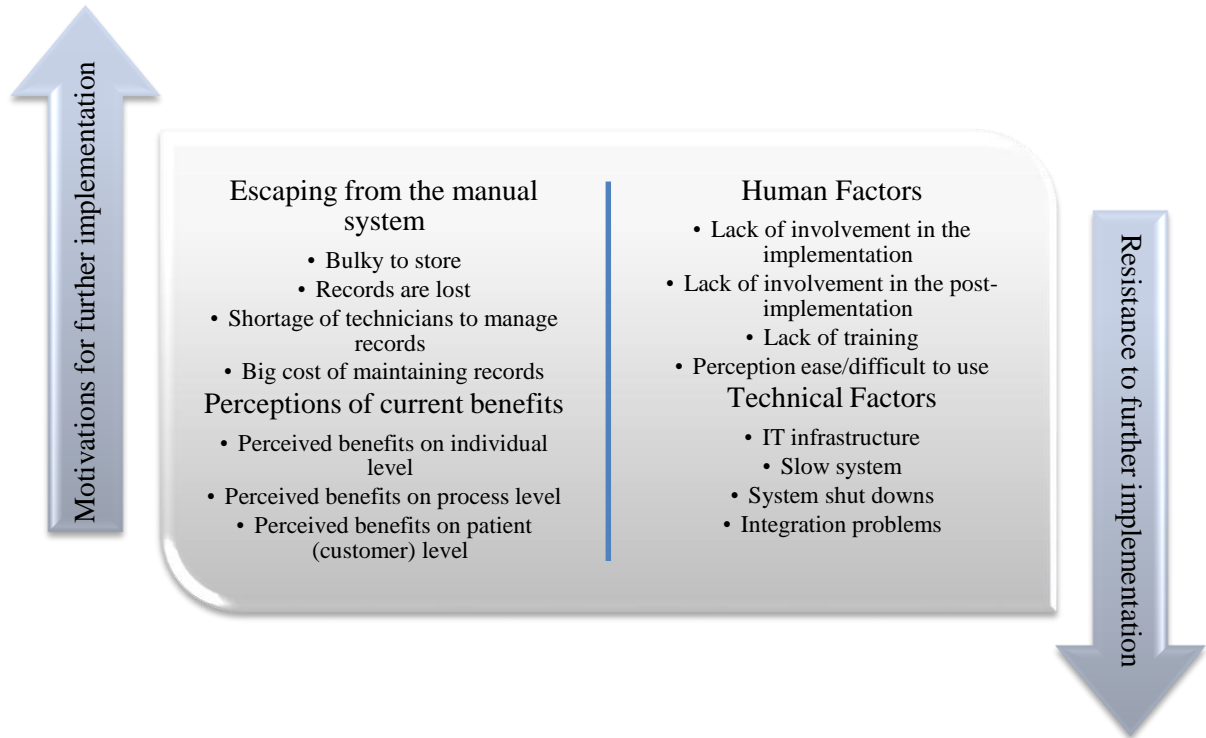 Motivations for further implementation
Escaping from the manual
system
• Bulky to store
• Records are lost
• Shortage of technicians to manage
records
• Big cost of maintaining records
Perceptions of current benefits
• Perceived benefits on individual
level
• Perceived benefits on process level
• Perceived benefits on patient
(customer) level
Human Factors
• Lack of involvement in the
implementation
• Lack of involvement in the post-
implementation
• Lack of training
• Perception ease/difficult to use
Technical Factors
• IT infrastructure
• Slow system
• System shut downs
• Integration problems
Resistance to further implementation